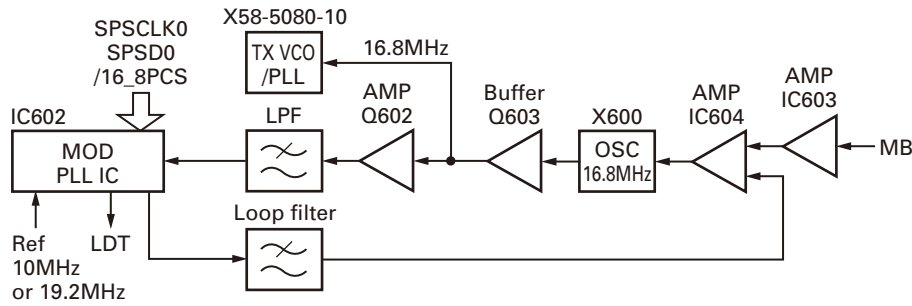 SPSCLK0
SPSD0
/16_8PCS
X58-5080-10
TX VCO
/PLL
16.8MHz
IC602
MOD
PLL IC
LPF
AMP
Q602
Buffer
Q603
X600
OSC
16.8MHz
AMP
IC604
AMP
IC603
MB
Ref
10MHz
or 19.2MHz
LDT
Loop filter